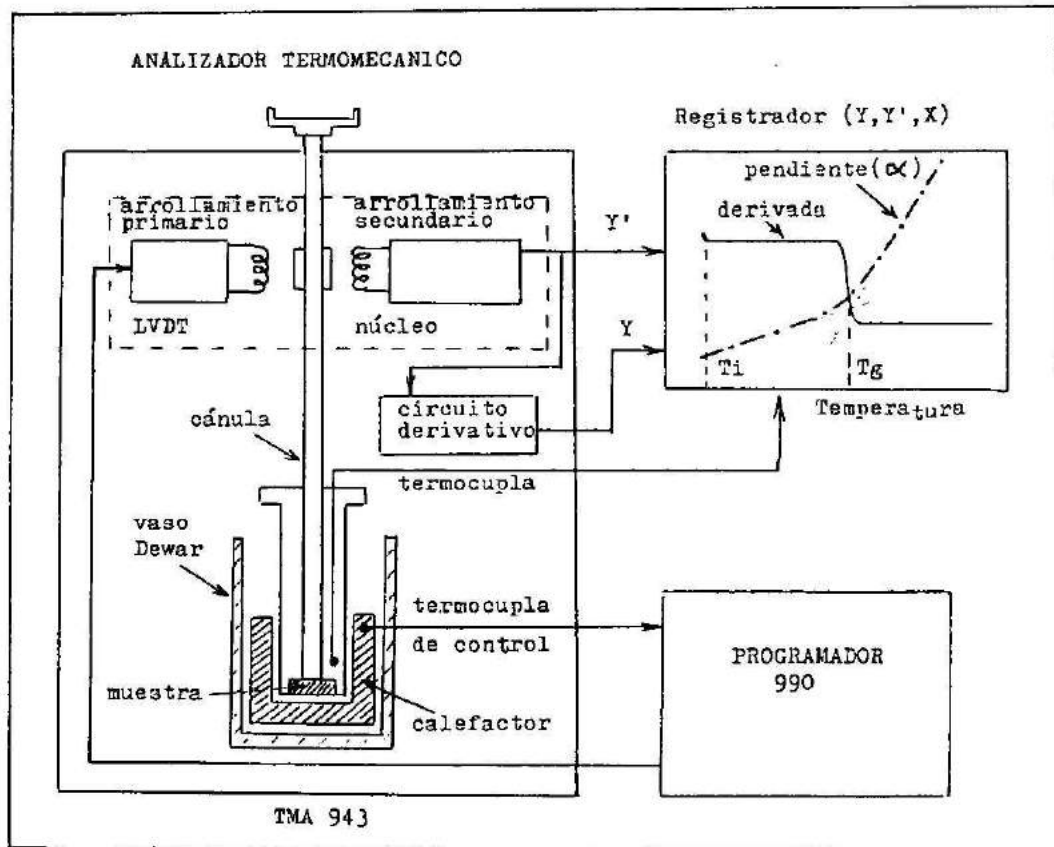 ANALIZADOR TERMOMECANICO
Registrador (Y,Y',X)
pendiente(α)
derivada
arrollamiento
primario
arrollamiento
secundario
Y'
LVDT
núcleo
Y
Ti
Tg
Temperatura
círcuito
derivativo
cánula
termocupla
vaso
Dewar
termocupla
de control
PROGRAMADOR
990
muestra
calefactor
TMA 943